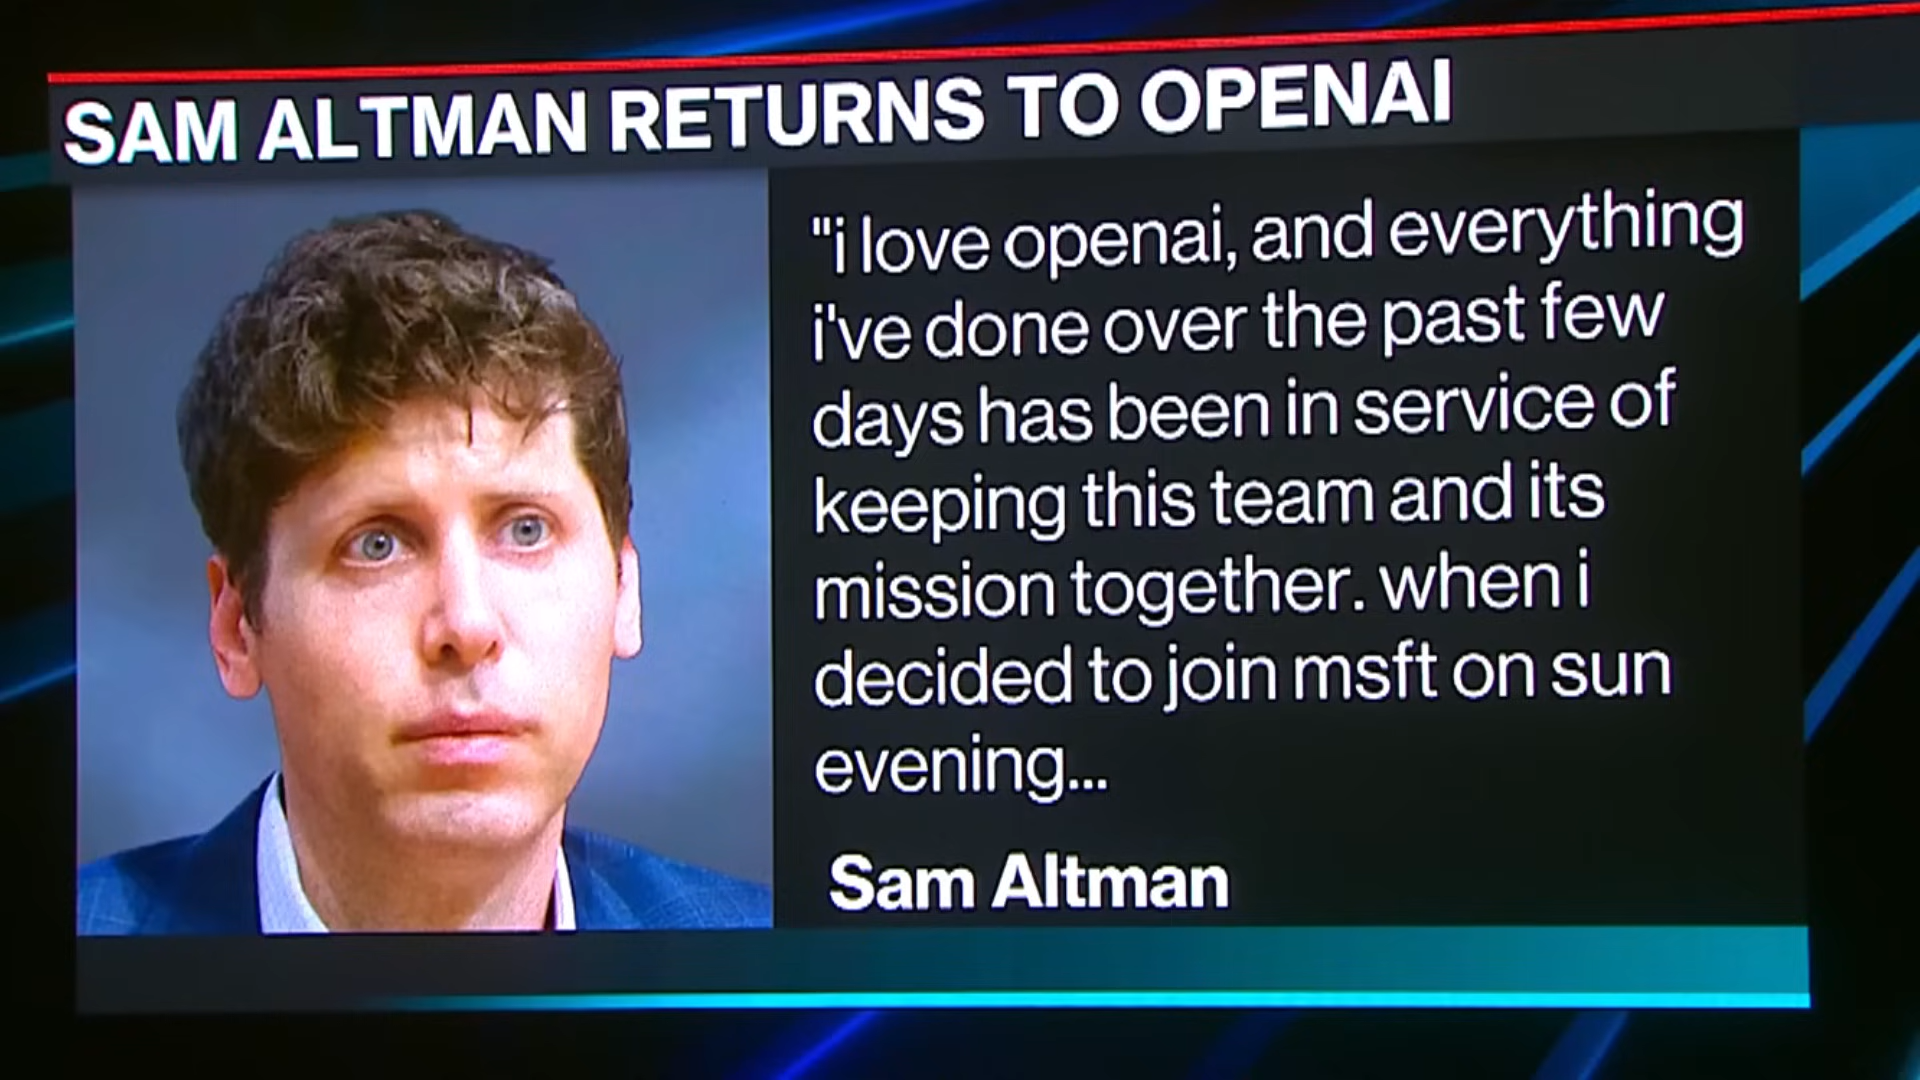 SAM ALTMAN RETURNS TO OPENAI
"i love openai, and everything
i've done over the past few
days has been in service of
keeping this team and its
mission together. when i
decided to join msft on sun
evening...
Sam Altman